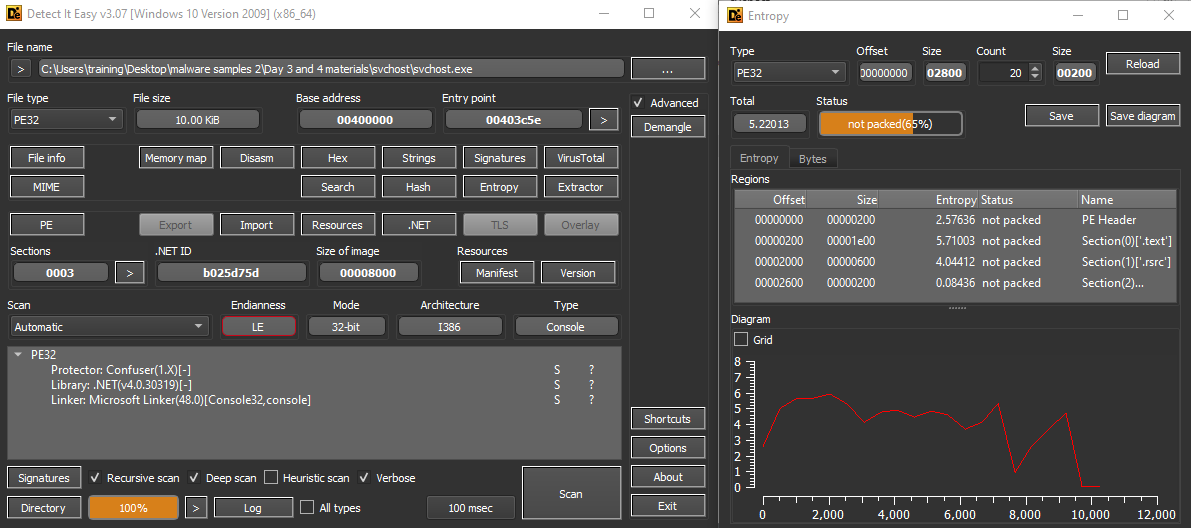 Detect It Easy v3.07 [Windows 10 Version 2009] (x86_64)
File name
> C:\Users\training\Desktop\malware samples 2\Day 3 and 4 materials\svchost\svchost.exe ...
File type File size Base address Entry point Advanced
PE32 10.00 KiB 00400000 00403c5e > Demangle
File info Memory map Disasm Hex Strings Signatures VirusTotal
MIME Search Hash Entropy Extractor
PE Export Import Resources .NET TLS Overlay
Sections .NET ID Size of image Resources
0003 > b025d75d 00008000 Manifest Version
Scan Endianness Mode Architecture Type
Automatic LE 32-bit I386 Console
PE32
Protector: Confuser(1.X)[-] S ?
Library: .NET(v4.0.30319)[-] S ?
Linker: Microsoft Linker(48.0)[Console32,console] S ?
Shortcuts
Options
About
Exit
Signatures Recursive scan Deep scan Heuristic scan Verbose Scan
Directory 100% > Log All types 100 msec
Entropy
Type Offset Size Count Size
PE32 00000000 02800 20 00200 Reload
Total Status
5.22013 not packed(65%) Save Save diagram
Entropy Bytes
Regions
Offset Size Entropy Status Name
00000000 00000200 2.57636 not packed PE Header
00000200 00001e00 5.71003 not packed Section(0)['.text']
00002000 00000600 4.04412 not packed Section(1)['.rsrc']
00002600 00000200 0.08436 not packed Section(2)...
Diagram
Grid
8
7
6
5
4
3
2
1
0
0 2,000 4,000 6,000 8,000 10,000 12,000